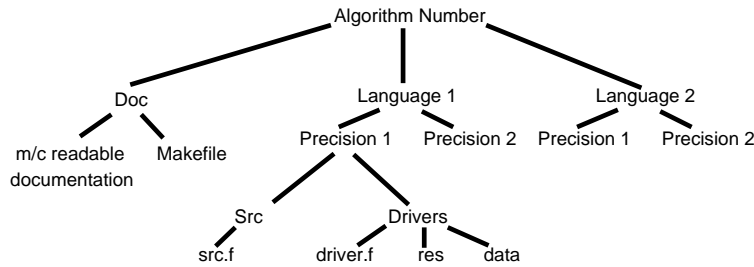 Algorithm Number
Doc
Language 1
Language 2
m/c readable
documentation
Makefile
Precision 1
Precision 2
Precision 1
Precision 2
Src
Drivers
src.f
driver.f
res
data